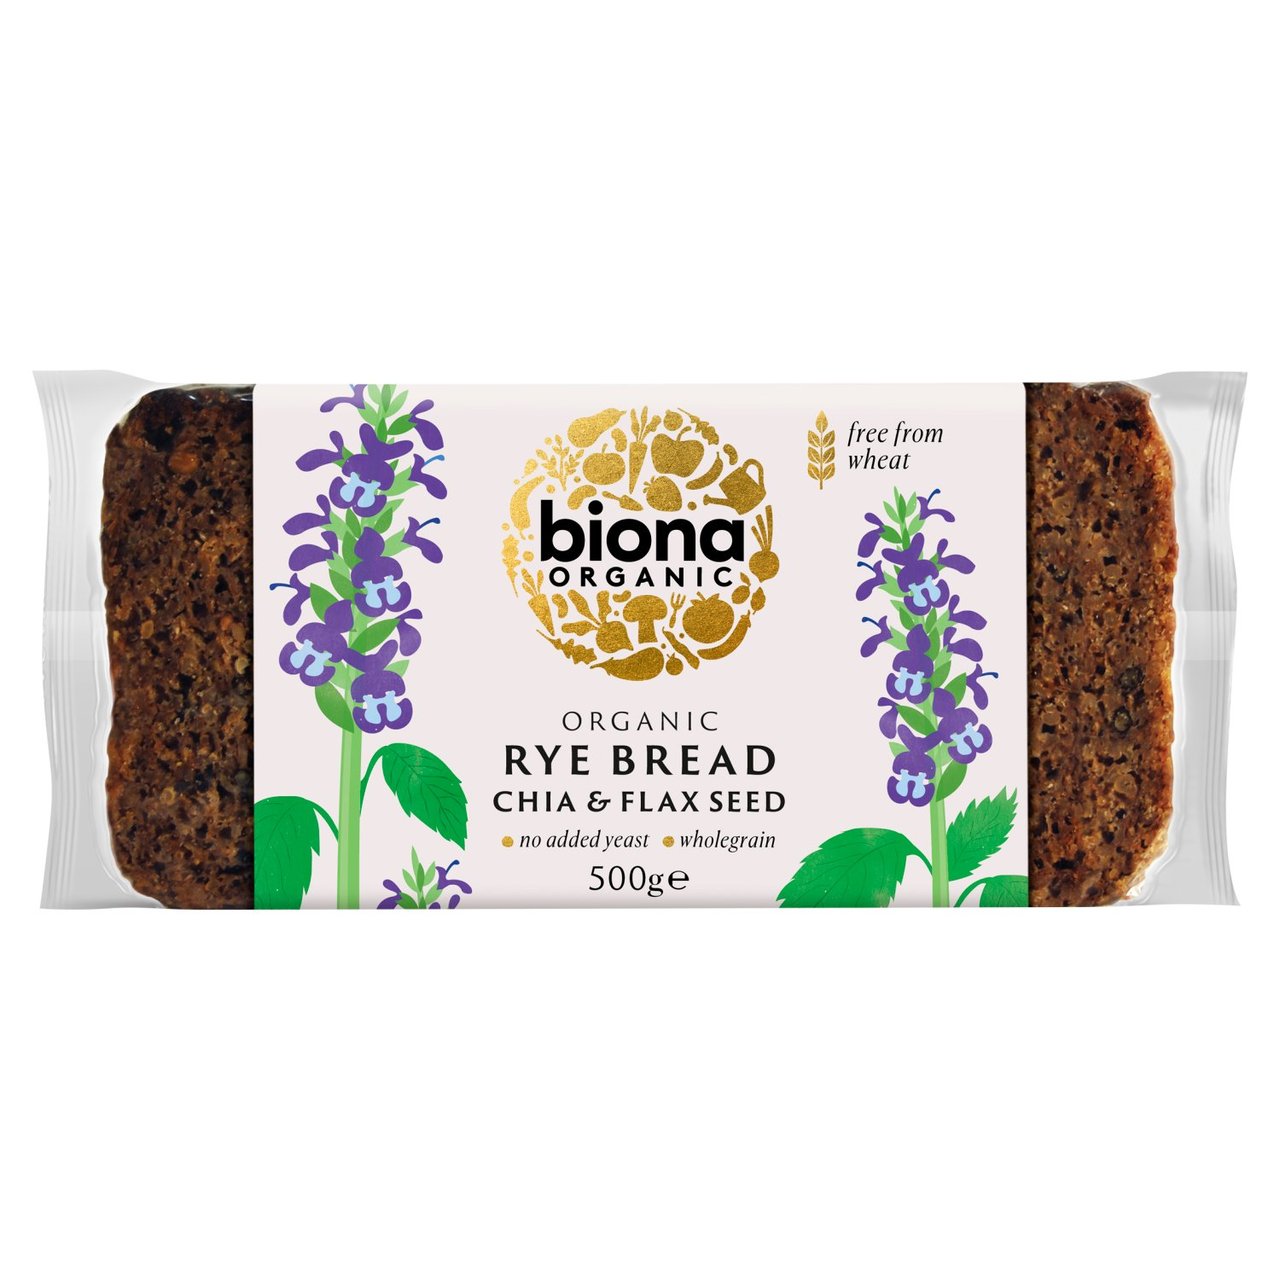 free from
wheat
biona
ORGANIC
ORGANIC
RYE BREAD
CHIA & FLAX SEED
no added yeast wholegrain
500g℮